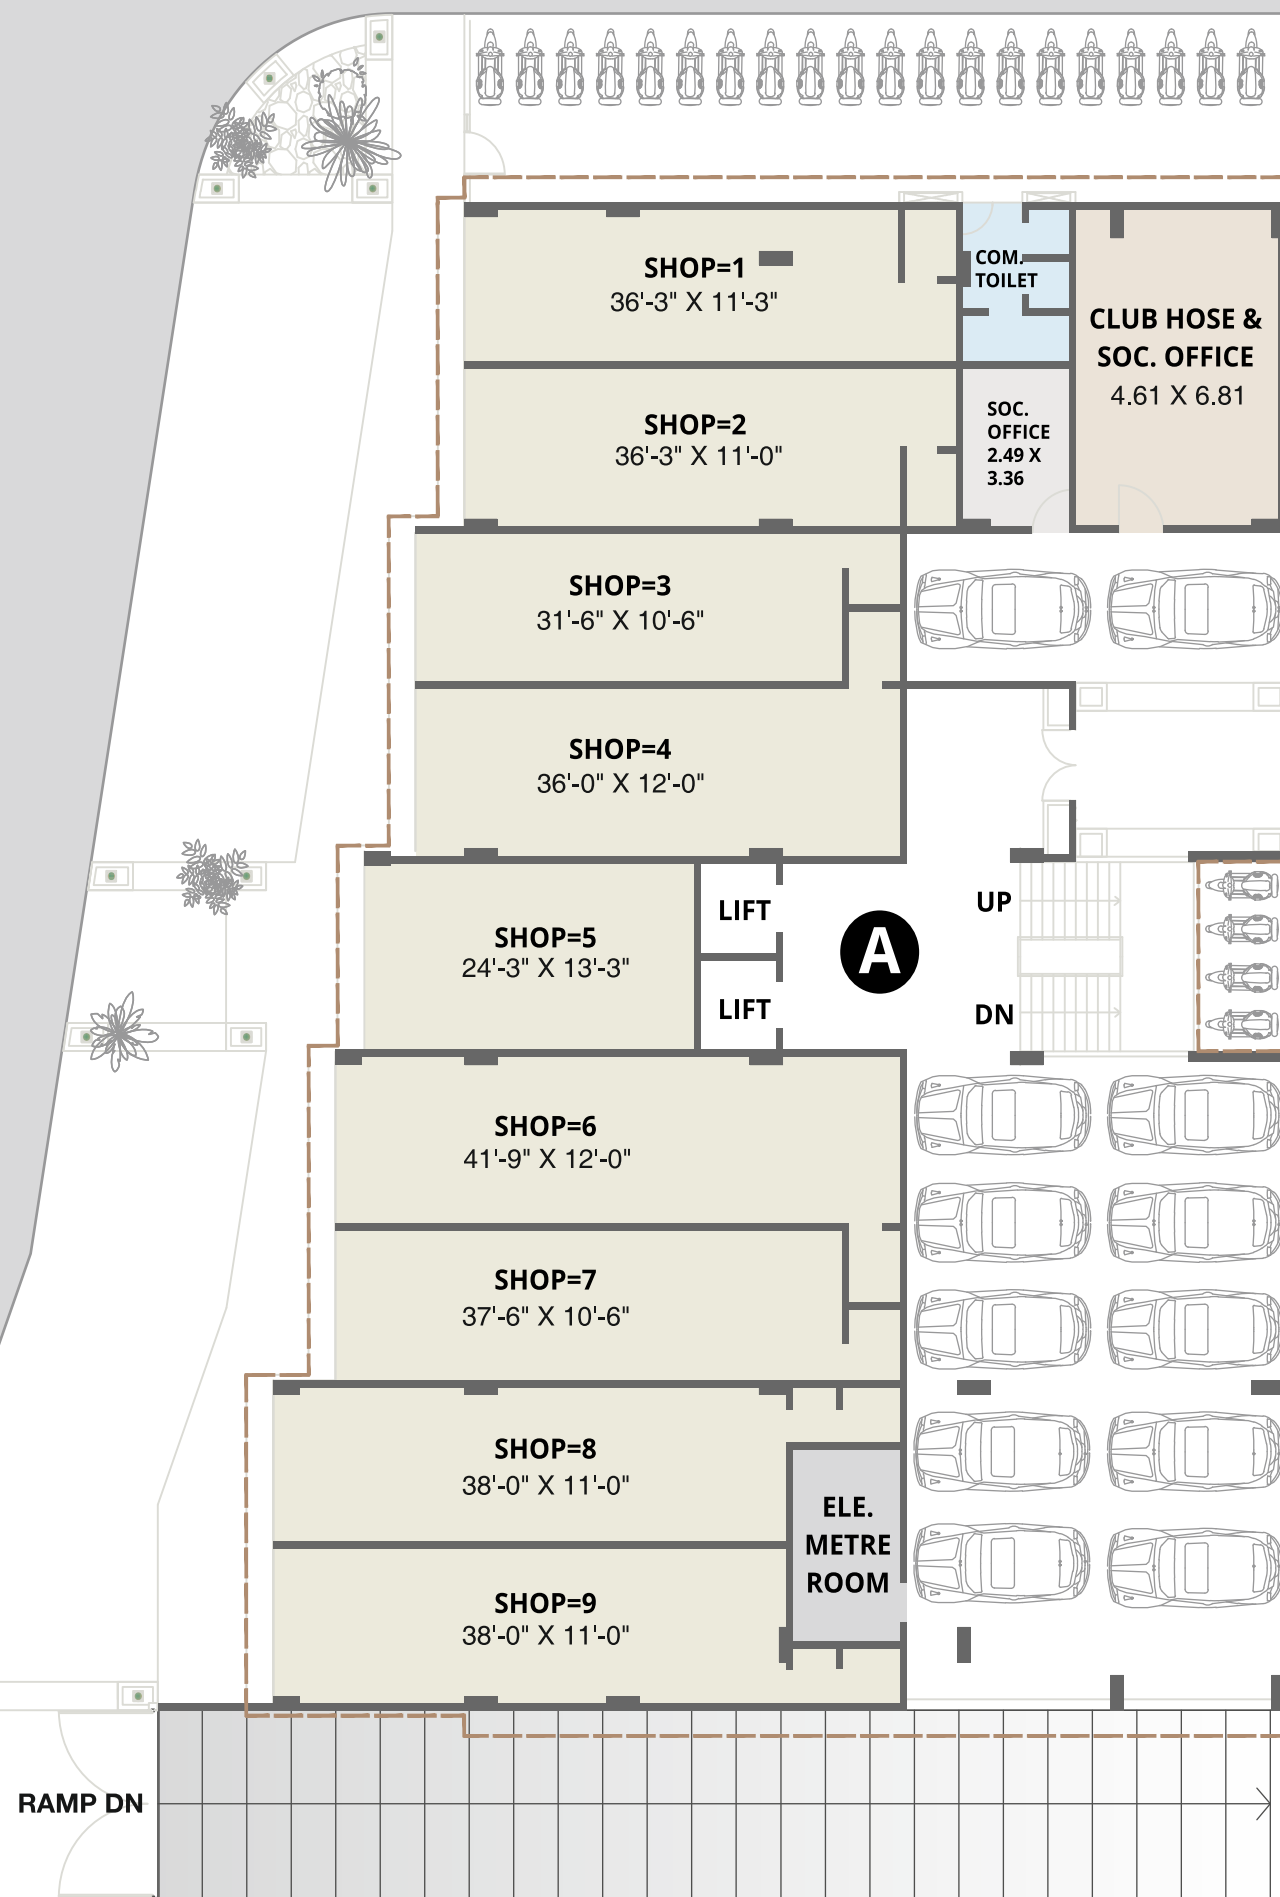 SHOP=1
36'-3" X 11'-3"
COM.
TOILET
CLUB HOSE &
SOC. OFFICE
4.61 X 6.81
SHOP=2
36'-3" X 11'-0"
SOC.
OFFICE
2.49 X
3.36
SHOP=3
31'-6" X 10'-6"
SHOP=4
36'-0" X 12'-0"
SHOP=5
24'-3" X 13'-3"
LIFT
LIFT
A
UP
DN
SHOP=6
41'-9" X 12'-0"
SHOP=7
37'-6" X 10'-6"
SHOP=8
38'-0" X 11'-0"
ELE.
METRE
ROOM
SHOP=9
38'-0" X 11'-0"
RAMP DN